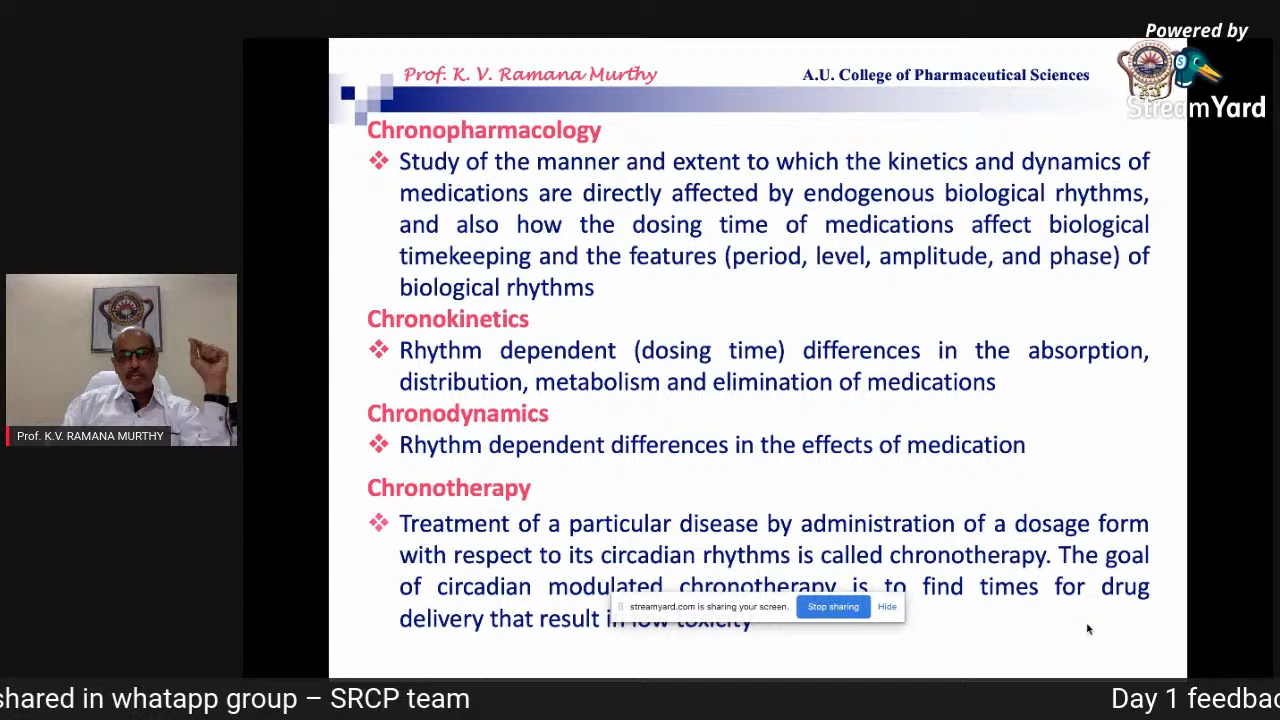 Powered by
StreamYard
Prof. K. V. Ramana Murthy
A.U. College of Pharmaceutical Sciences
Chronopharmacology
Study of the manner and extent to which the kinetics and dynamics of
medications are directly affected by endogenous biological rhythms,
and also how the dosing time of medications affect biological
timekeeping and the features (period, level, amplitude, and phase) of
biological rhythms
Chronokinetics
Rhythm dependent (dosing time) differences in the absorption,
distribution, metabolism and elimination of medications
Chronodynamics
Rhythm dependent differences in the effects of medication
Chronotherapy
Treatment of a particular disease by administration of a dosage form
with respect to its circadian rhythms is called chronotherapy. The goal
of circadian modulated chronotherapy is to find times for drug
delivery that result in low toxicity
streamyard.com is sharing your screen. Stop sharing Hide
Prof. K.V. RAMANA MURTHY
shared in whatapp group – SRCP team
Day 1 feedbac